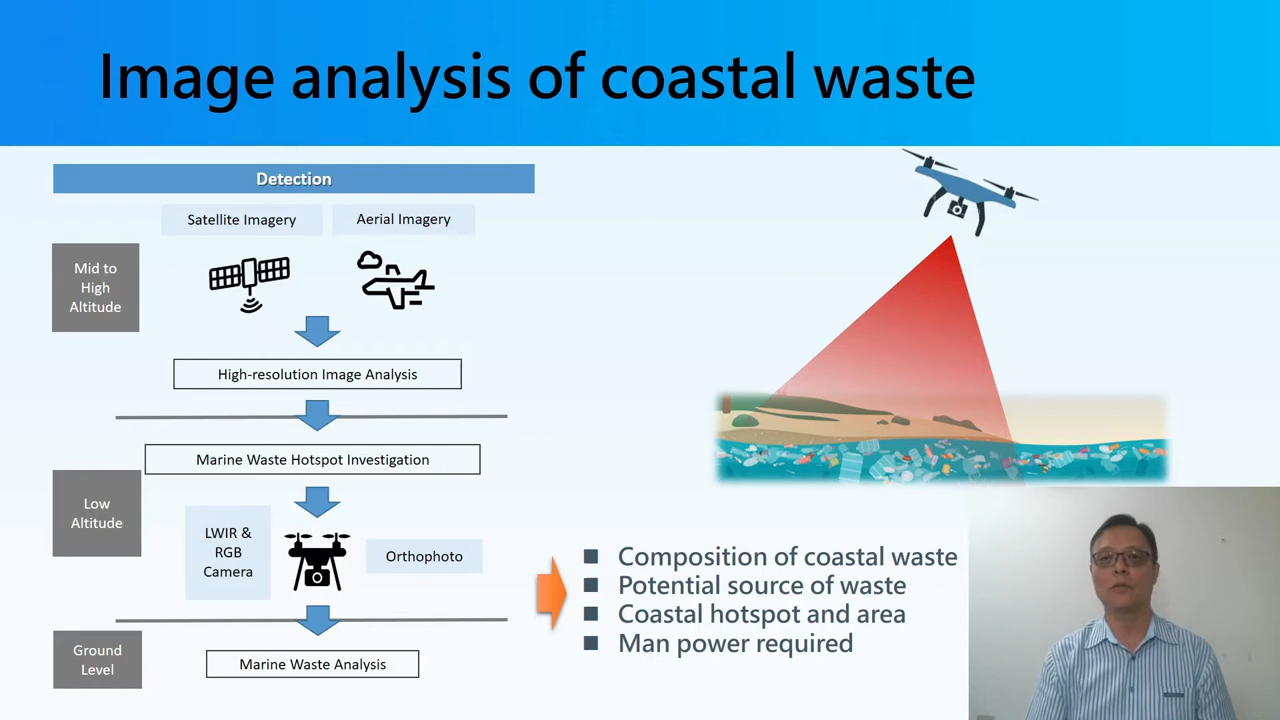 Image analysis of coastal waste
Detection
Satellite Imagery
Aerial Imagery
Mid to
High
Altitude
High-resolution Image Analysis
Marine Waste Hotspot Investigation
Low
Altitude
LWIR &
RGB
Camera
Orthophoto
Ground
Level
Marine Waste Analysis
Composition of coastal waste
Potential source of waste
Coastal hotspot and area
Man power required